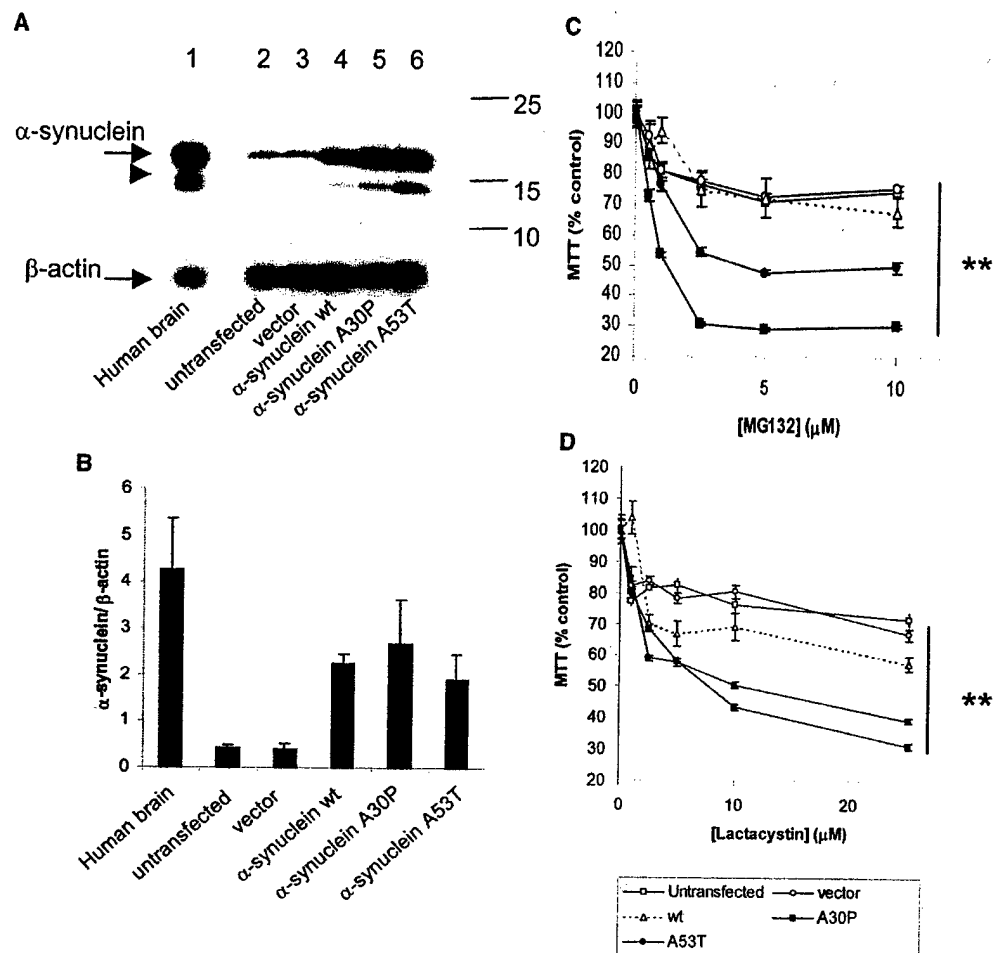 A
1 2 3 4 5 6
25
α-synuclein
15
10
β-actin
Human brain
untransfected
vector
α-synuclein wt
α-synuclein A30P
α-synuclein A53T
B
6
5
4
3
2
1
0
α-synuclein/β-actin
Human brain
untransfected
vector
α-synuclein wt
α-synuclein A30P
α-synuclein A53T
C
120
110
100
90
80
70
60
50
40
30
20
MTT (% control)
**
0 5 10
[MG132] (μM)
D
120
110
100
90
80
70
60
50
40
30
20
MTT (% control)
**
0 10 20
[Lactacystin] (μM)
Untransfected vector
wt A30P
A53T